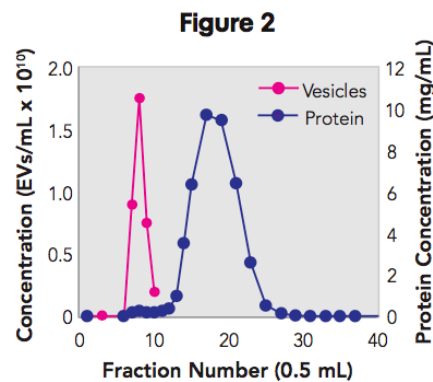 Figure 2
Concentration (EVs/mL x 10¹⁰)
2.0
1.5
1.0
0.5
0
Vesicles
Protein
12
10
8
6
4
2
0
Protein Concentration (mg/mL)
0
10
20
30
40
Fraction Number (0.5 mL)